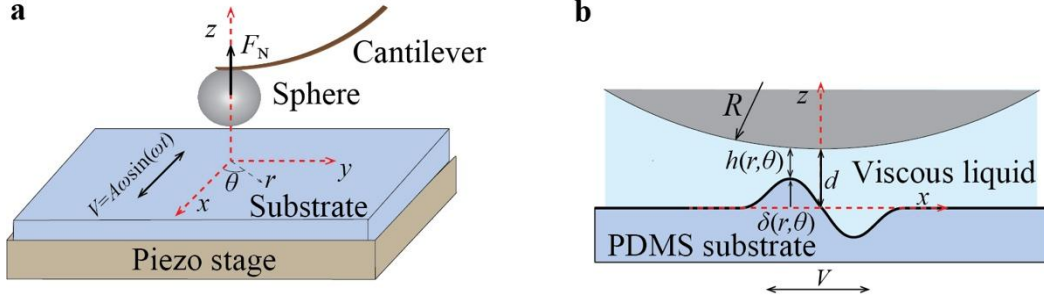 a
z
F_N
Cantilever
Sphere
V=Aωsin(ωt)
y
θ
r
x
Substrate
Piezo stage
b
R
z
h(r,θ)
d
Viscous liquid
x
δ(r,θ)
PDMS substrate
V